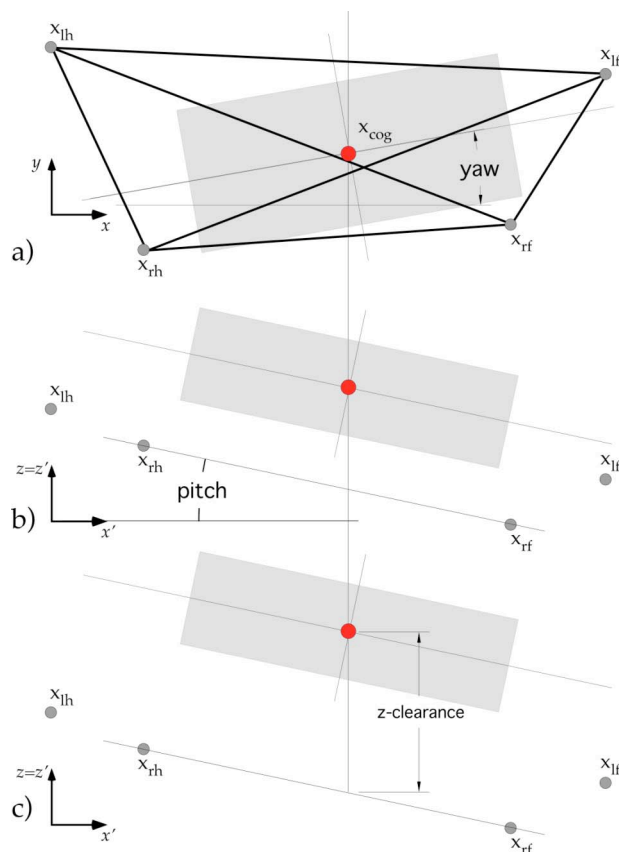 x_lh
x_lf
x_cog
yaw
y
x
x_rf
x_rh
a)
x_lh
x_rh
x_lf
z=z'
pitch
b)
x'
x_rf
x_lh
z-clearance
x_rh
x_lf
z=z'
c)
x'
x_rf